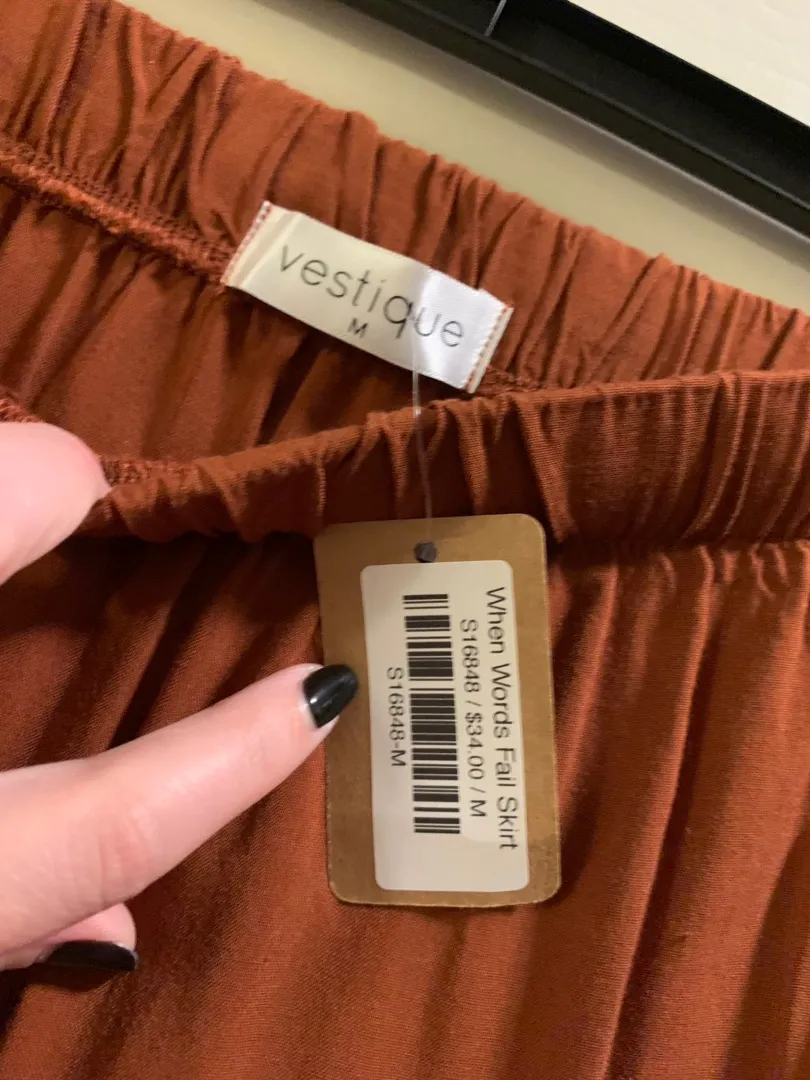 vestique
M
When Words Fail Skirt
S16848 / $34.00 / M
S16848-M